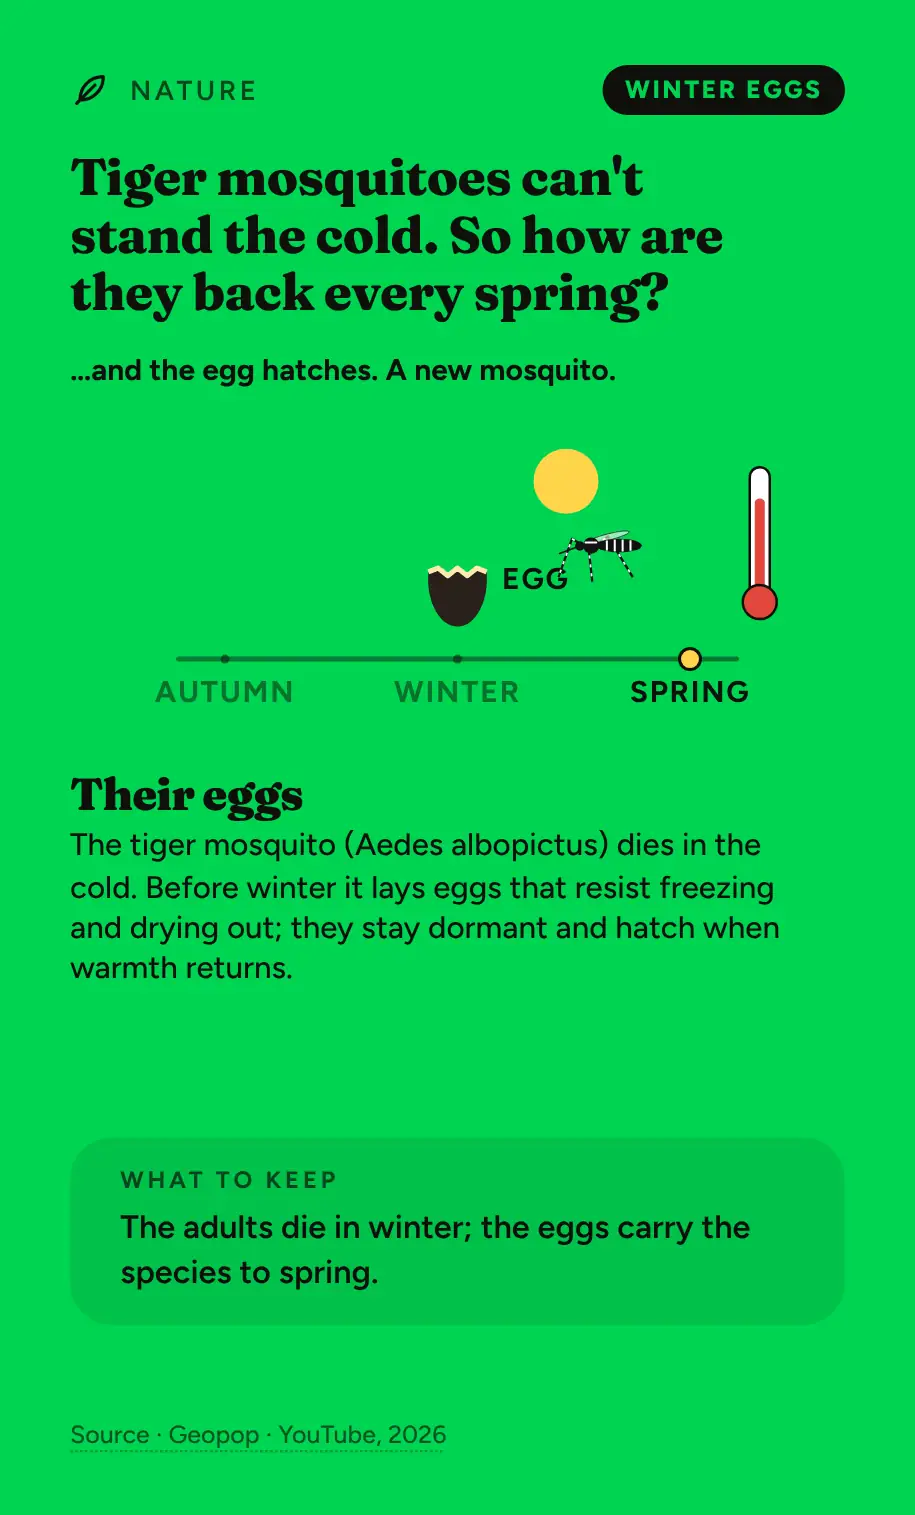 NATURE
WINTER EGGS
Tiger mosquitoes can't
stand the cold. So how are
they back every spring?
...and the egg hatches. A new mosquito.
EGG
AUTUMN
WINTER
SPRING
Their eggs
The tiger mosquito (Aedes albopictus) dies in the
cold. Before winter it lays eggs that resist freezing
and drying out; they stay dormant and hatch when
warmth returns.
WHAT TO KEEP
The adults die in winter; the eggs carry the
species to spring.
Source · Geopop · YouTube, 2026